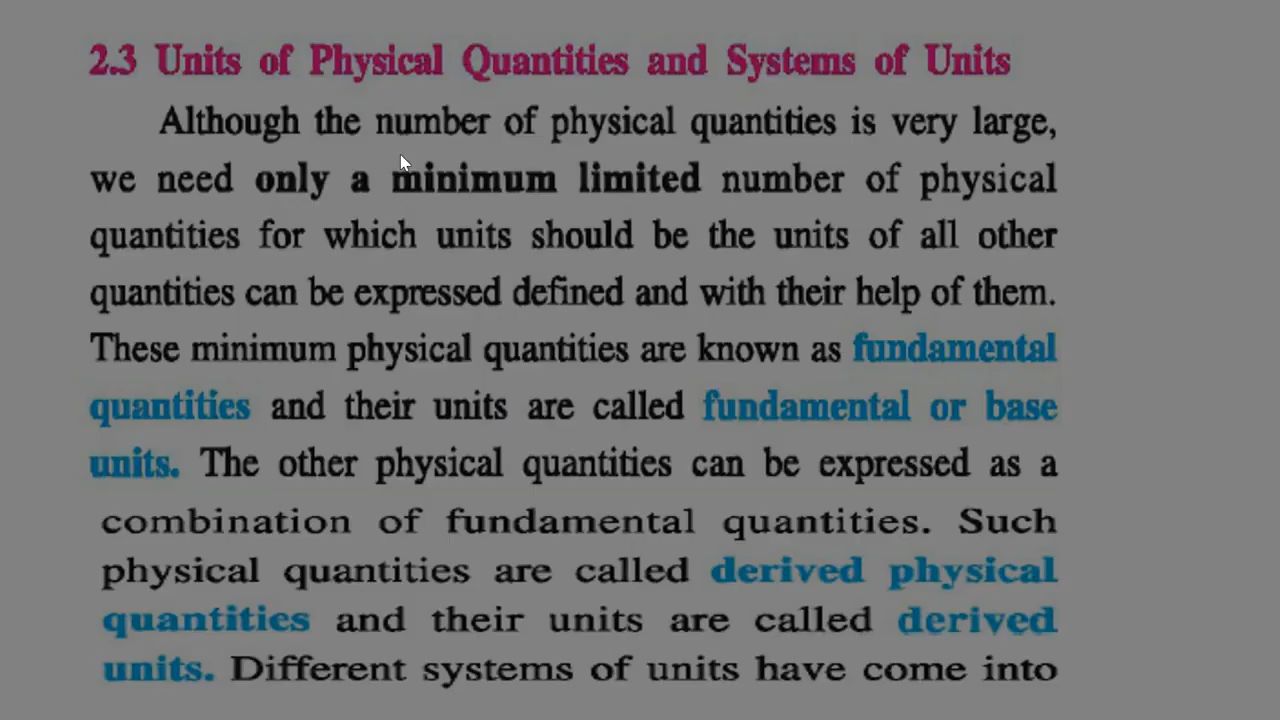 2.3 Units of Physical Quantities and Systems of Units
Although the number of physical quantities is very large,
we need only a minimum limited number of physical
quantities for which units should be the units of all other
quantities can be expressed defined and with their help of them.
These minimum physical quantities are known as fundamental
quantities and their units are called fundamental or base
units. The other physical quantities can be expressed as a
combination of fundamental quantities. Such
physical quantities are called derived physical
quantities and their units are called derived
units. Different systems of units have come into